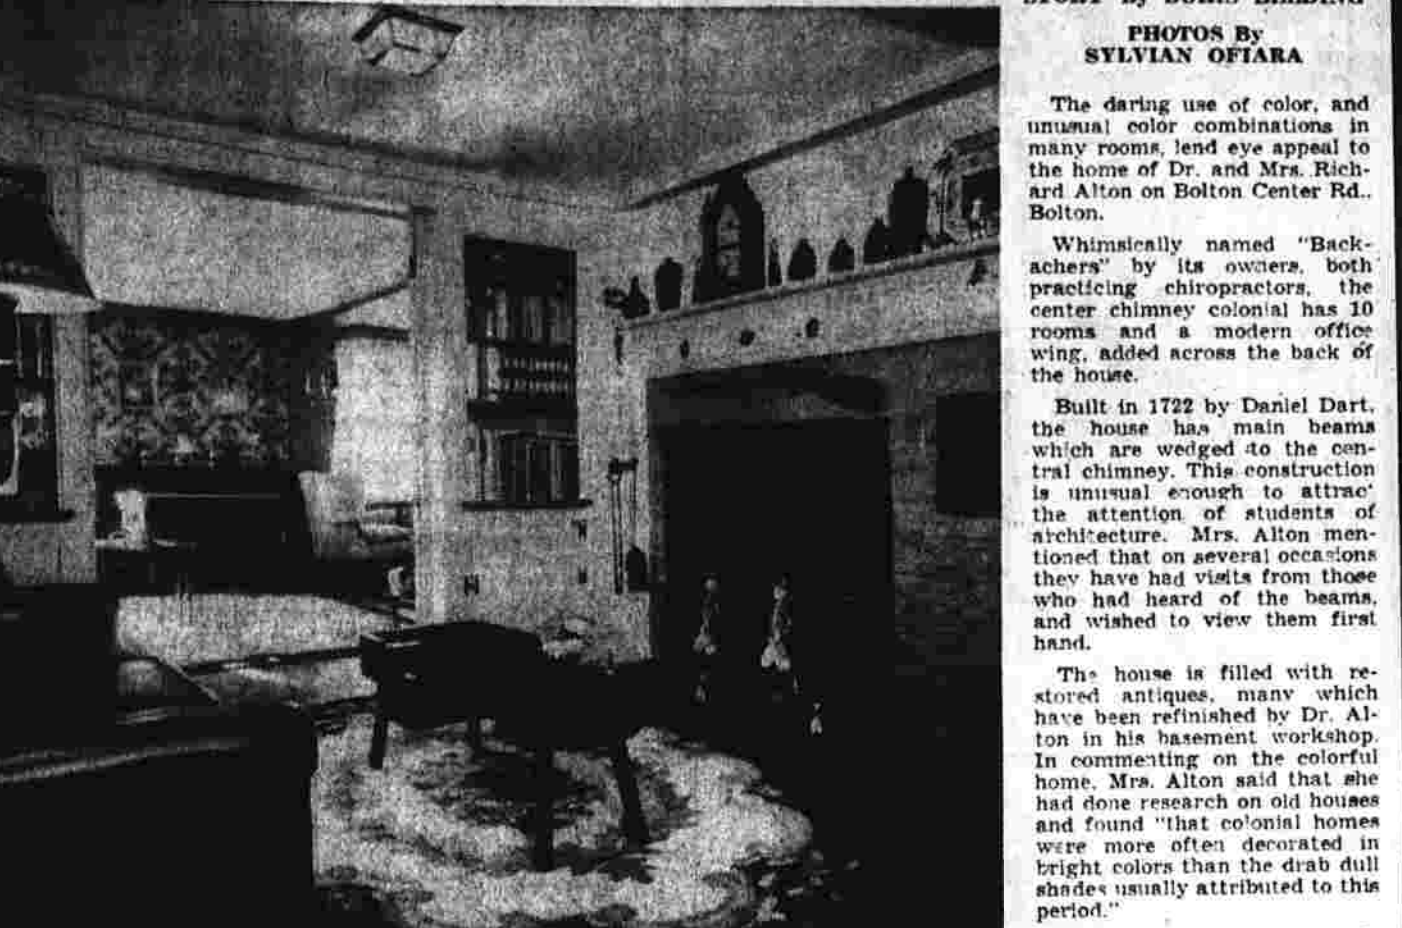 PHOTOS By
SYLVIAN OFIARA
The daring use of color, and
unusual color combinations in
many rooms, lend eye appeal to
the home of Dr. and Mrs. Rich-
ard Alton on Bolton Center Rd.,
Bolton.
Whimsically named "Back-
achers" by its owners, both
practicing chiropractors, the
center chimney colonial has 10
rooms and a modern office
wing, added across the back of
the house.
Built in 1722 by Daniel Dart,
the house has main beams
which are wedged to the cen-
tral chimney. This construction
is unusual enough to attrac'
the attention of students of
architecture. Mrs. Alton men-
tioned that on several occasions
they have had visits from those
who had heard of the beams,
and wished to view them first
hand.
The house is filled with re-
stored antiques, many which
have been refinished by Dr. Al-
ton in his basement workshop.
In commenting on the colorful
home, Mrs. Alton said that she
had done research on old houses
and found "that colonial homes
were more often decorated in
bright colors than the drab dull
shades usually attributed to this
period."